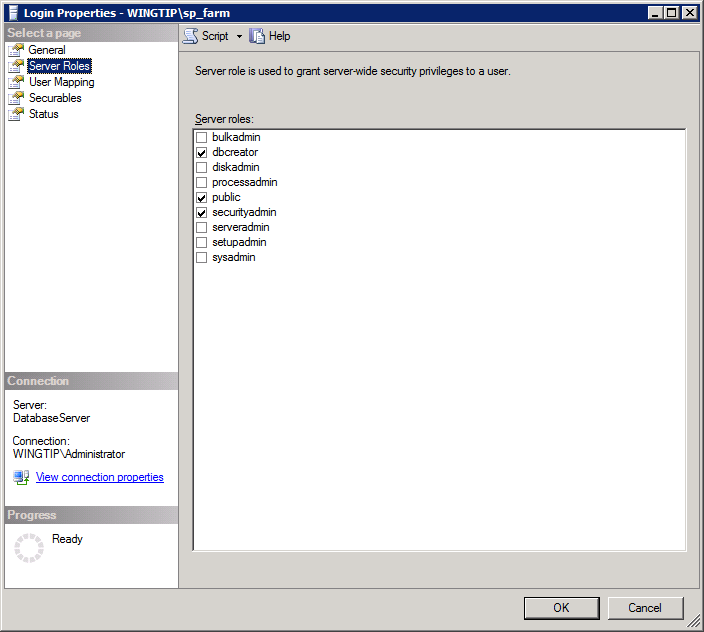 Login Properties - WINGTIP\sp_farm
Select a page
General
Server Roles
User Mapping
Securables
Status
Script
Help
Server role is used to grant server-wide security privileges to a user.
Server roles:
bulkadmin
dbcreator
diskadmin
processadmin
public
securityadmin
serveradmin
setupadmin
sysadmin
Connection
Server:
DatabaseServer
Connection:
WINGTIP\Administrator
View connection properties
Progress
Ready
OK
Cancel